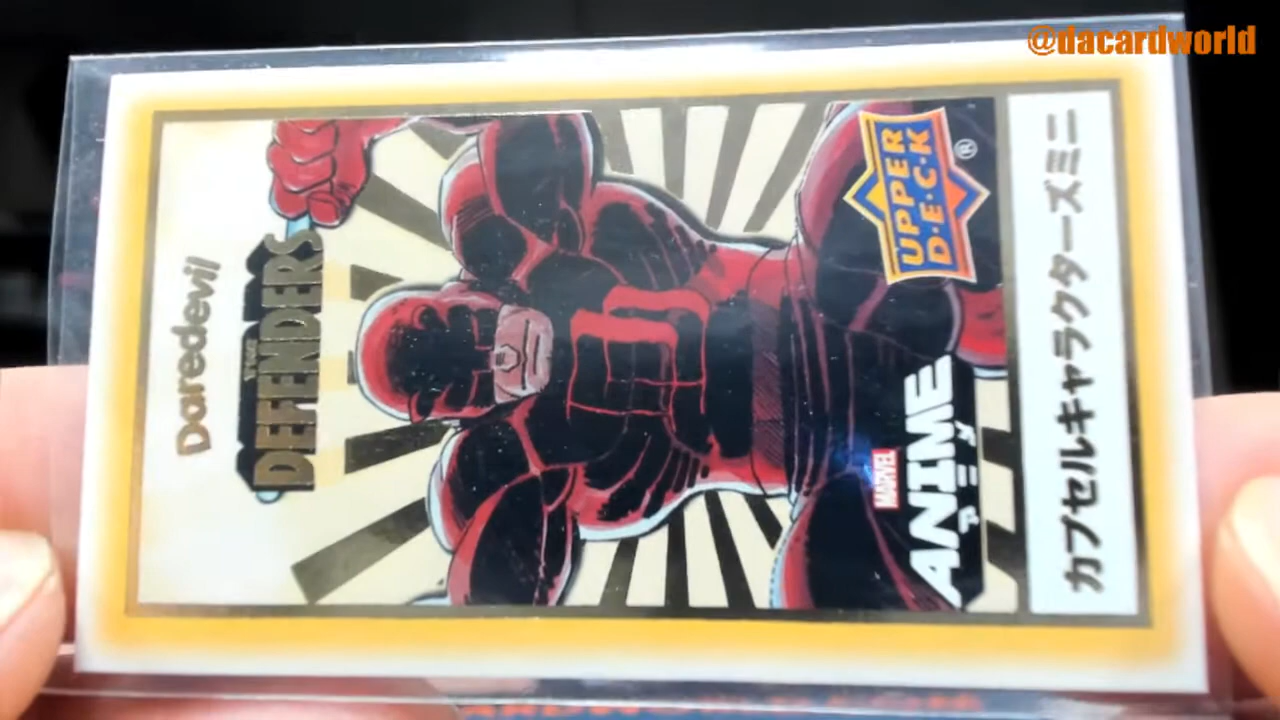 @dacardworld
Daredevil
THE
DEFENDERS
UPPER
D•E•C•K
®
MARVEL
ANIME
アニメ
カプセルキャラクターズミニ